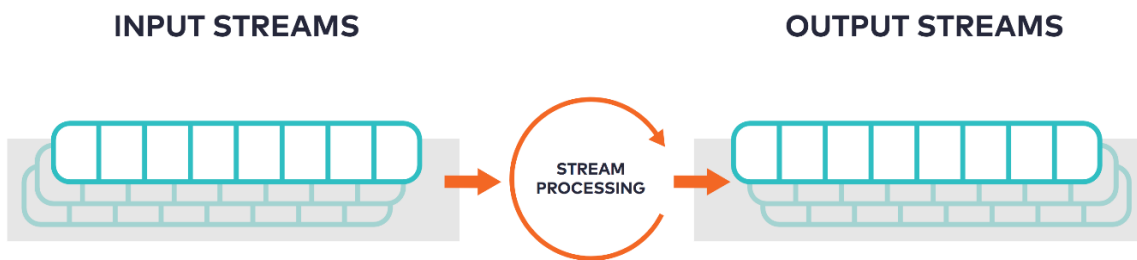 INPUT STREAMS
OUTPUT STREAMS
STREAM
PROCESSING